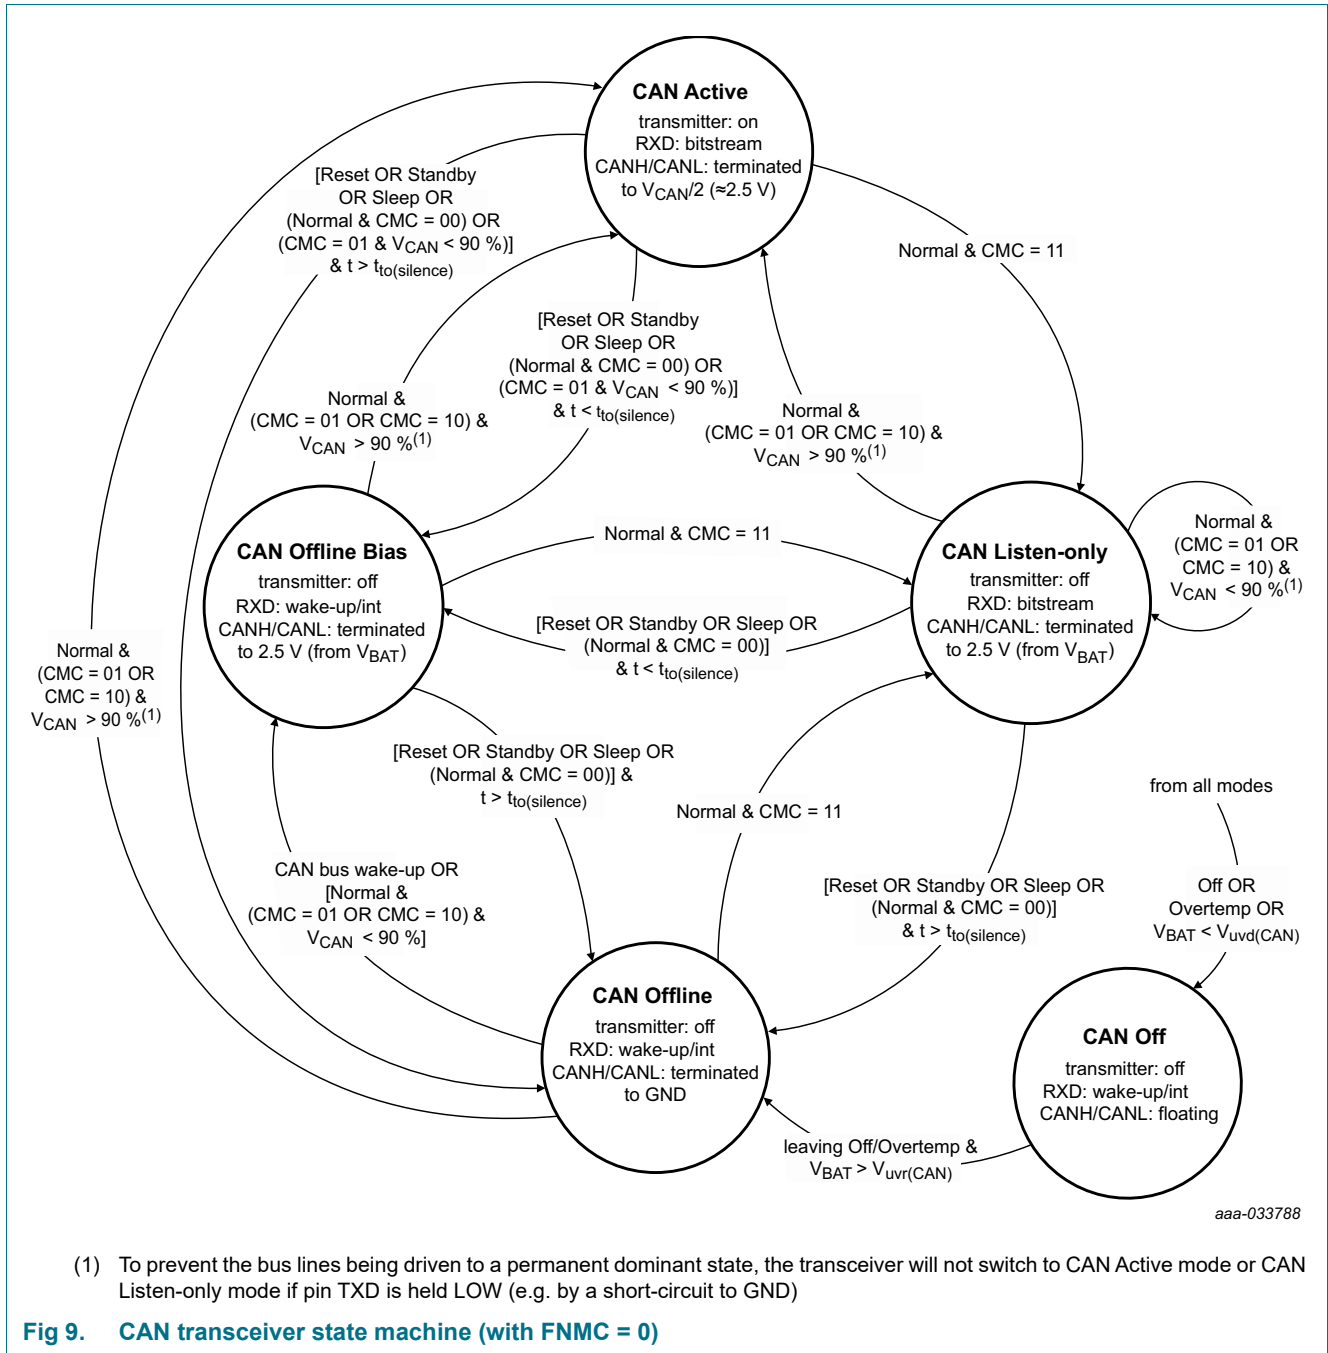 CAN Active
transmitter: on
RXD: bitstream
CANH/CANL: terminated
to VCAN/2 (≈2.5 V)
[Reset OR Standby
OR Sleep OR
(Normal & CMC = 00) OR
(CMC = 01 & VCAN < 90 %)]
& t > tto(silence)
Normal & CMC = 11
[Reset OR Standby
OR Sleep OR
(Normal & CMC = 00) OR
(CMC = 01 & VCAN < 90 %)]
& t < tto(silence)
Normal &
(CMC = 01 OR CMC = 10) &
VCAN > 90 %(1)
Normal &
(CMC = 01 OR CMC = 10) &
VCAN > 90 %(1)
CAN Offline Bias
transmitter: off
RXD: wake-up/int
CANH/CANL: terminated
to 2.5 V (from VBAT)
Normal & CMC = 11
CAN Listen-only
transmitter: off
RXD: bitstream
CANH/CANL: terminated
to 2.5 V (from VBAT)
Normal &
(CMC = 01 OR
CMC = 10) &
VCAN < 90 %(1)
[Reset OR Standby OR Sleep OR
(Normal & CMC = 00)]
& t < tto(silence)
Normal &
(CMC = 01 OR
CMC = 10) &
VCAN > 90 %(1)
[Reset OR Standby OR Sleep OR
(Normal & CMC = 00)] &
t > tto(silence)
Normal & CMC = 11
from all modes
CAN bus wake-up OR
[Normal &
(CMC = 01 OR CMC = 10) &
VCAN < 90 %]
[Reset OR Standby OR Sleep OR
(Normal & CMC = 00)]
& t > tto(silence)
Off OR
Overtemp OR
VBAT < Vuvd(CAN)
CAN Offline
transmitter: off
RXD: wake-up/int
CANH/CANL: terminated
to GND
CAN Off
transmitter: off
RXD: wake-up/int
CANH/CANL: floating
leaving Off/Overtemp &
VBAT > Vuvr(CAN)
aaa-033788
(1) To prevent the bus lines being driven to a permanent dominant state, the transceiver will not switch to CAN Active mode or CAN
Listen-only mode if pin TXD is held LOW (e.g. by a short-circuit to GND)
Fig 9. CAN transceiver state machine (with FNMC = 0)